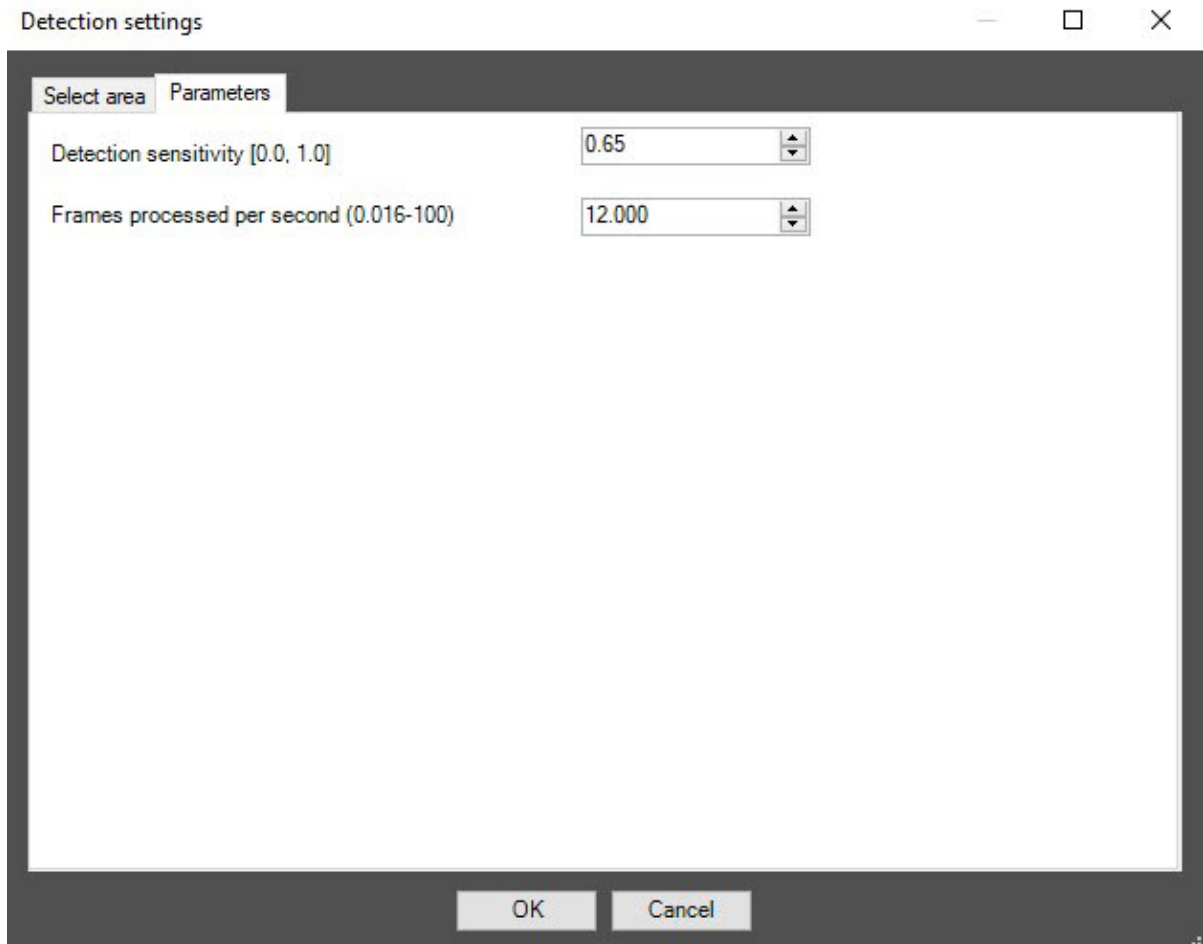 Detection settings
Select area Parameters
Detection sensitivity [0.0, 1.0] 0.65
Frames processed per second (0.016-100) 12.000
OK Cancel